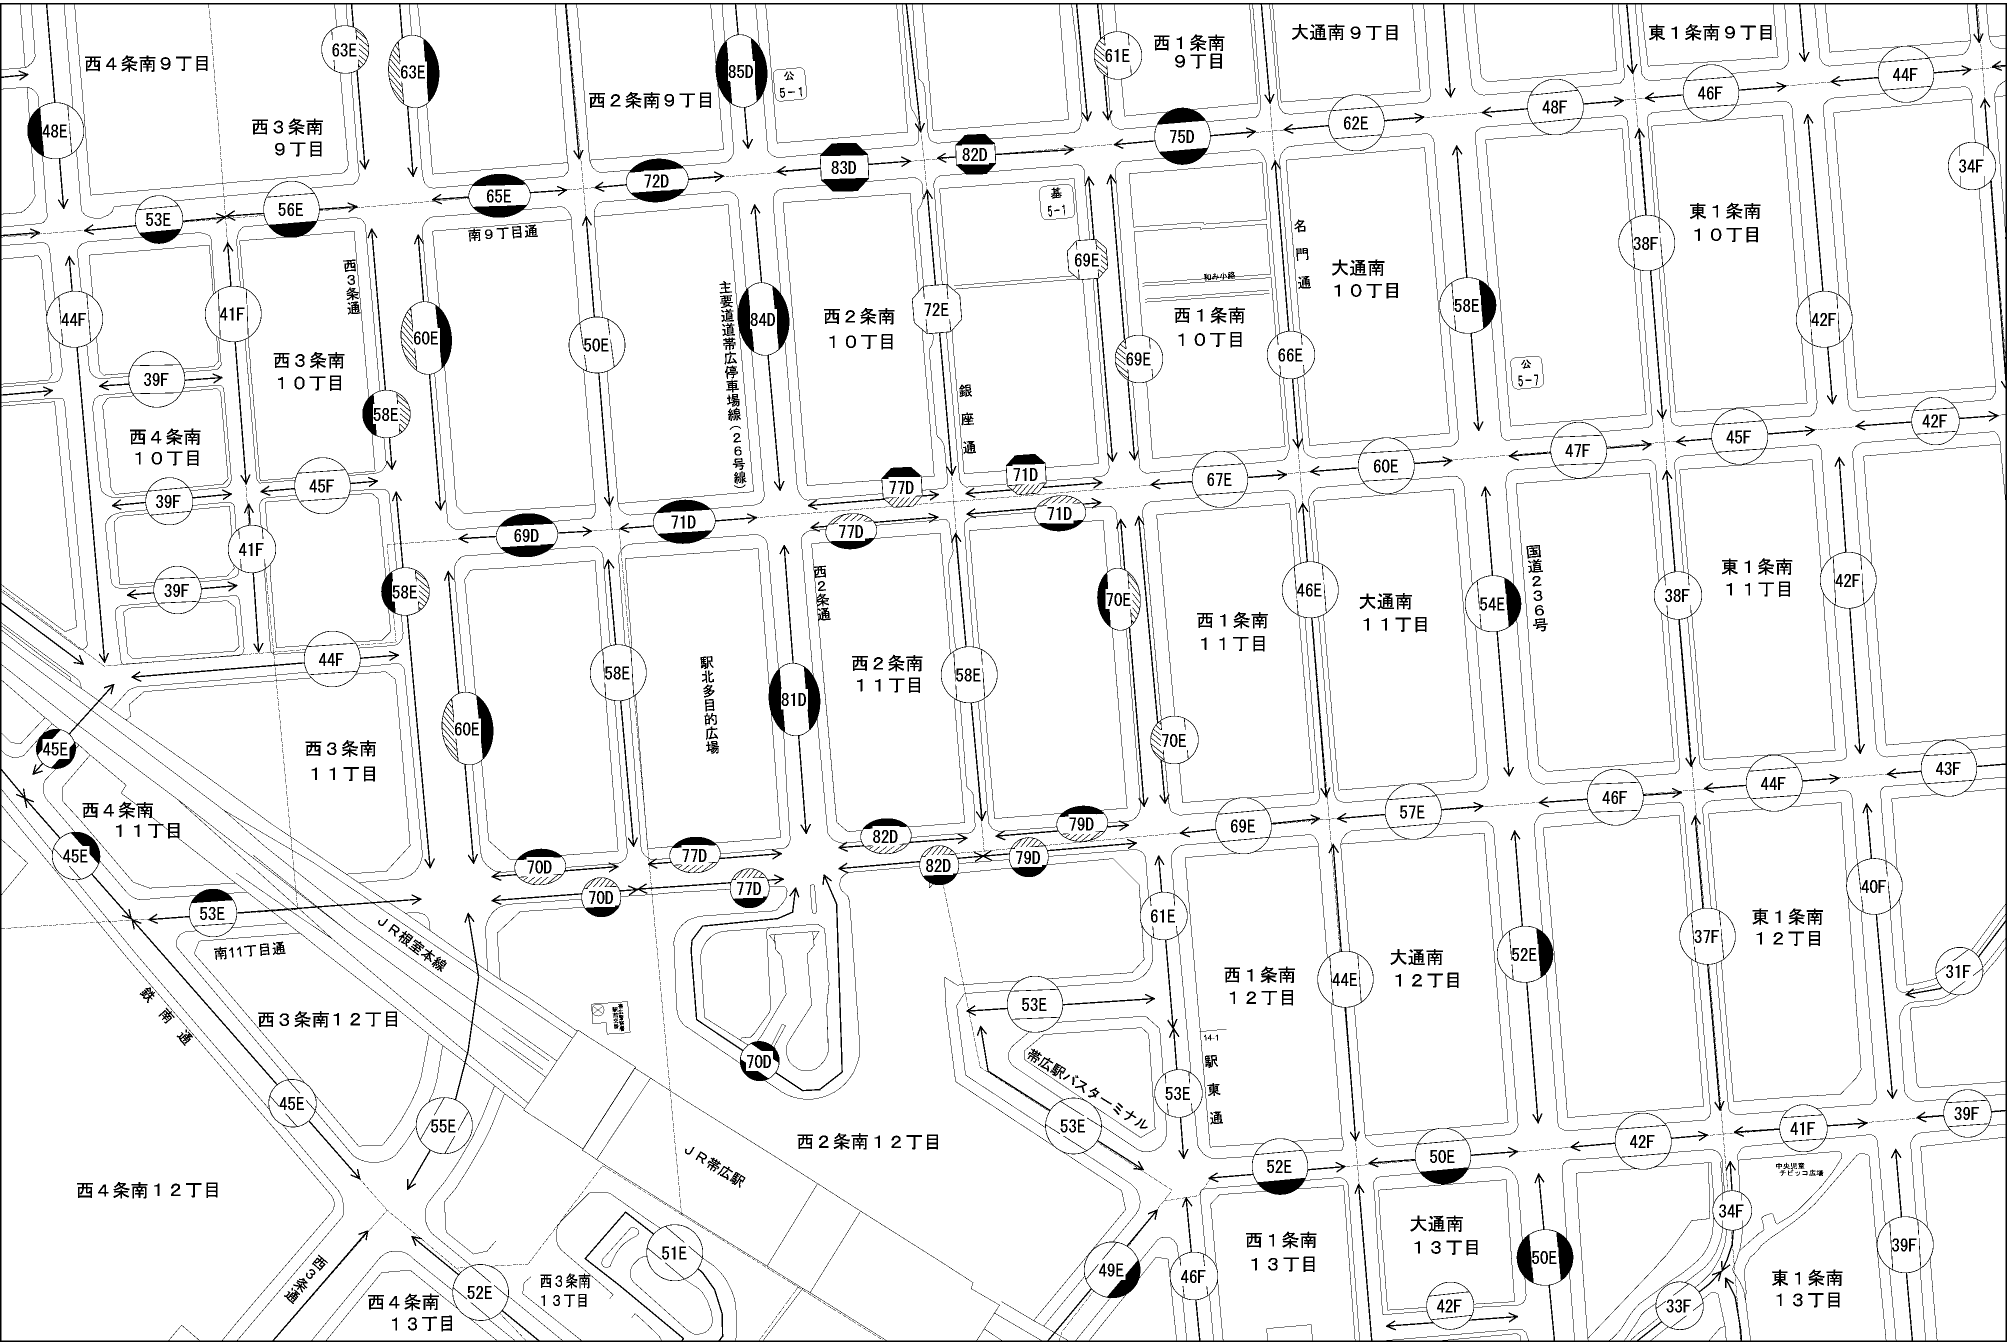 西4条南9丁目
63E
63E
85D
公
5-1
西2条南9丁目
61E
西1条南
9丁目
大通南9丁目
東1条南9丁目
44F
46F
48F
62E
75D
82D
83D
72D
65E
56E
53E
48E
西3条南
9丁目
南9丁目通
34F
東1条南
10丁目
38F
42F
名門通
大通南
10丁目
58E
公
5-7
墓
5-1
69E
和み小路
西1条南
10丁目
69E
66E
72E
銀座通
西2条南
10丁目
84D
主要道道帯広停車場線(26号線)
50E
60E
西3条通
58E
西3条南
10丁目
41F
44F
39F
西4条南
10丁目
39F
45F
41F
39F
58E
44F
69D
71D
77D
71D
77D
71D
67E
60E
47F
45F
42F
国道236号
東1条南
11丁目
42F
38F
54E
大通南
11丁目
46E
西1条南
11丁目
70E
70E
58E
西2条南
11丁目
西2条通
81D
駅北多目的広場
58E
60E
西3条南
11丁目
45E
西4条南
11丁目
45E
53E
南11丁目通
70D
77D
82D
79D
70D
77D
82D
79D
69E
57E
46F
44F
43F
40F
東1条南
12丁目
37F
31F
52E
大通南
12丁目
44E
西1条南
12丁目
61E
53E
14-1
駅東通
53E
帯広駅バスターミナル
53E
70D
JR根室本線
鉄南通
西3条南12丁目
45E
55E
西2条南12丁目
JR帯広駅
西4条南12丁目
52E
50E
42F
41F
39F
中央児童
チビッコ広場
34F
39F
大通南
13丁目
50E
西1条南
13丁目
46F
49E
42F
33F
東1条南
13丁目
51E
西3条南
13丁目
52E
西3条通
西4条南
13丁目